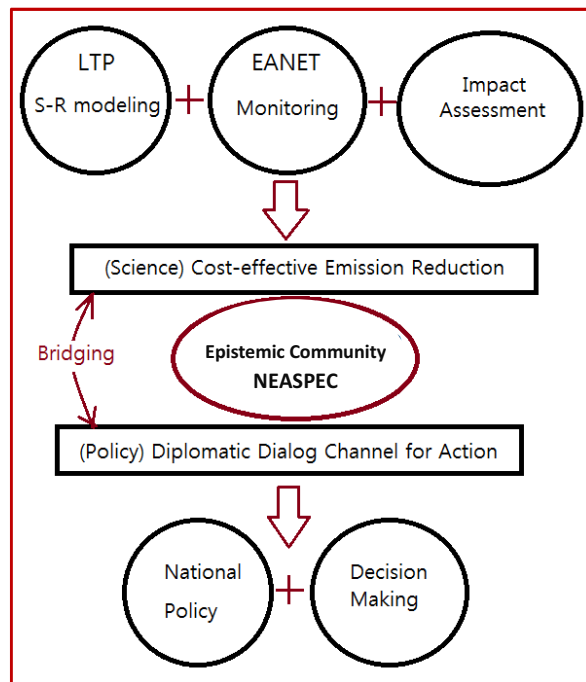 LTP
S-R modeling
+
EANET
Monitoring
+
Impact
Assessment
(Science) Cost-effective Emission Reduction
Bridging
Epistemic Community
NEASPEC
(Policy) Diplomatic Dialog Channel for Action
National
Policy
+
Decision
Making